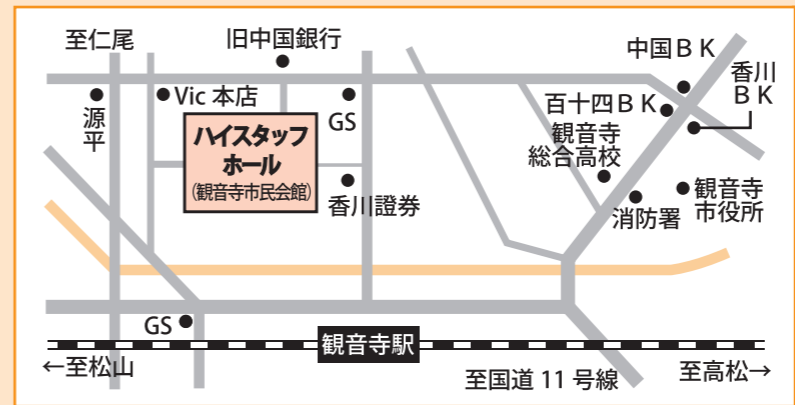 至仁尾
旧中国銀行
中国ＢＫ
香川
ＢＫ
Vic 本店
GS
百十四ＢＫ
源平
ハイスタッフ
ホール
(観音寺市民会館)
観音寺
総合高校
香川證券
消防署
観音寺
市役所
GS
観音寺駅
←至松山
至国道 11 号線
至高松→